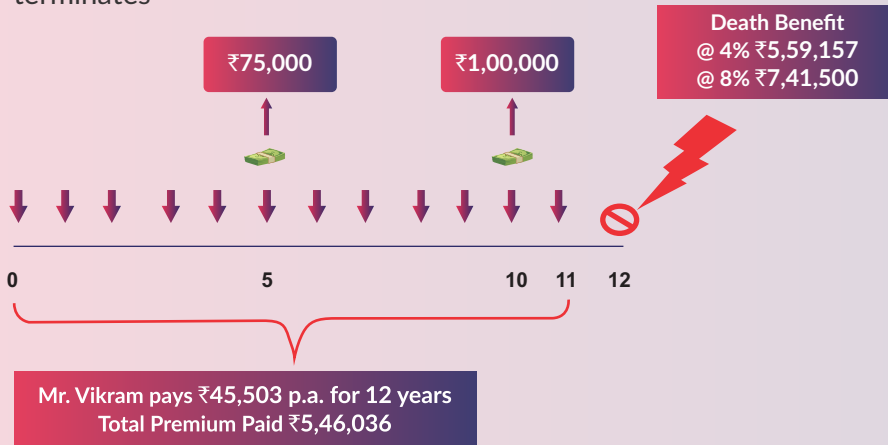 terminates
Death Benefit
@ 4% ₹5,59,157
@ 8% ₹7,41,500
₹75,000
₹1,00,000
0
5
10
11
12
Mr. Vikram pays ₹45,503 p.a. for 12 years
Total Premium Paid ₹5,46,036